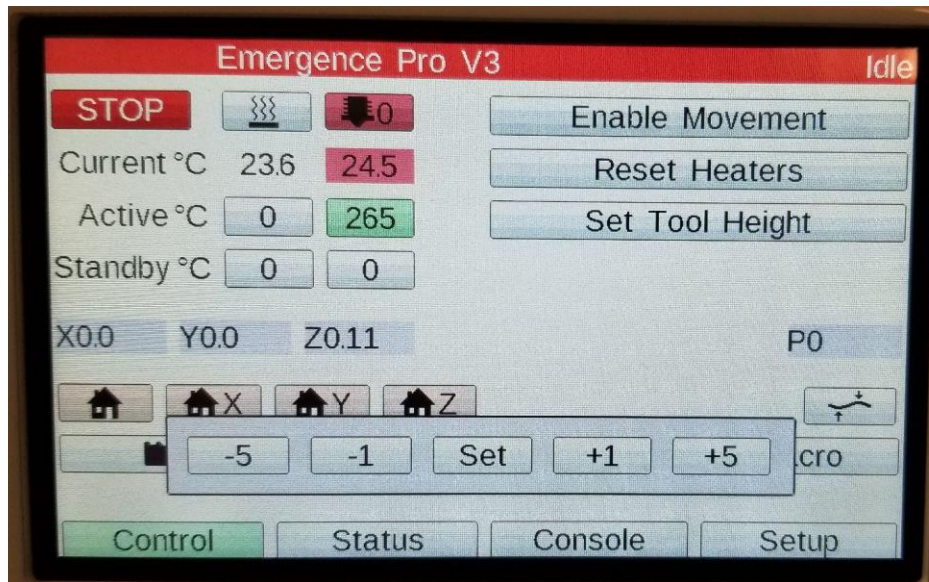 Emergence Pro V3 Idle
STOP 0 Enable Movement
Current °C 23.6 24.5 Reset Heaters
Active °C 0 265 Set Tool Height
Standby °C 0 0
X0.0 Y0.0 Z0.11 P0
X Y Z
-5 -1 Set +1 +5 cro
Control Status Console Setup